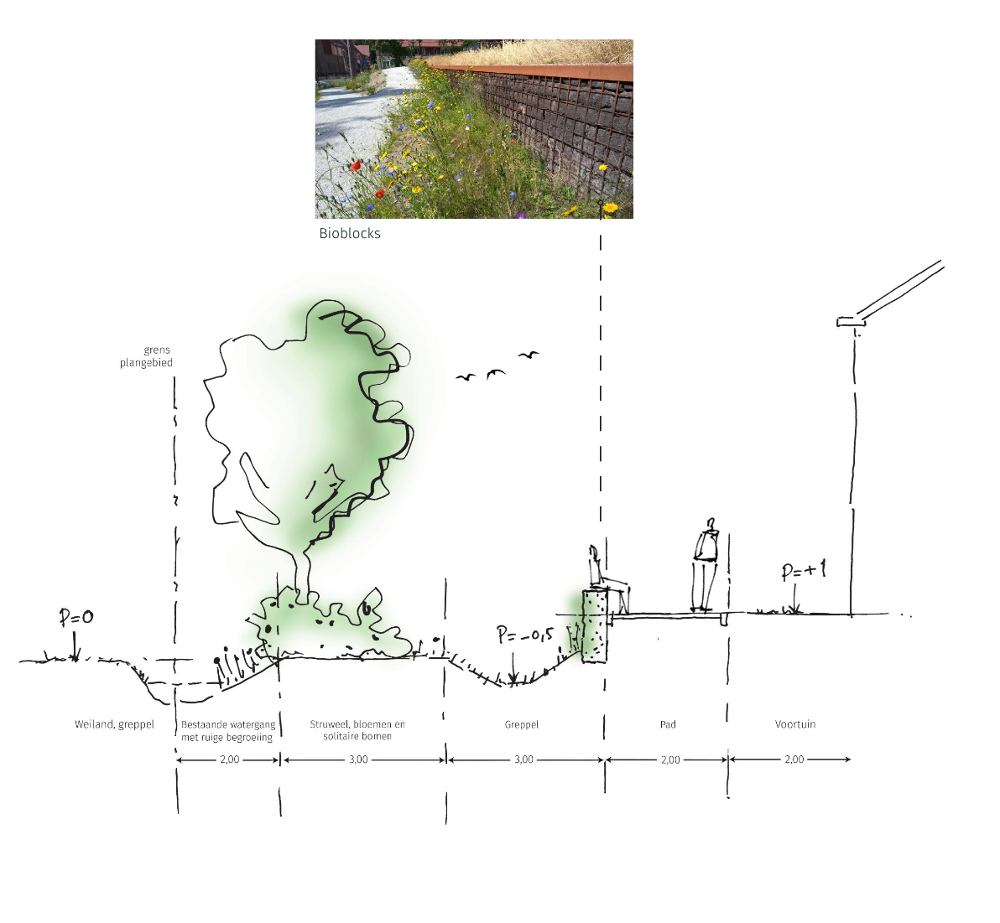 Bioblocks
grens
plangebied
P=0
P=-0,5
P=+1
Weiland, greppel
Bestaande watergang
met ruige begroeiing
Struweel, bloemen en
solitaire bomen
Greppel
Pad
Voortuin
2,00
3,00
3,00
2,00
2,00